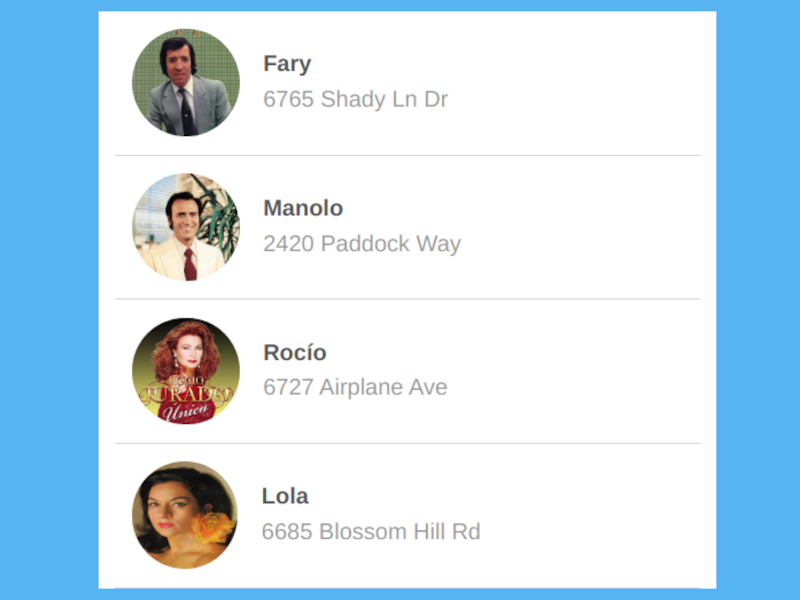 Fary
6765 Shady Ln Dr
Manolo
2420 Paddock Way
Rocío
6727 Airplane Ave
ROCIO
JURADO
Única
Lola
6685 Blossom Hill Rd